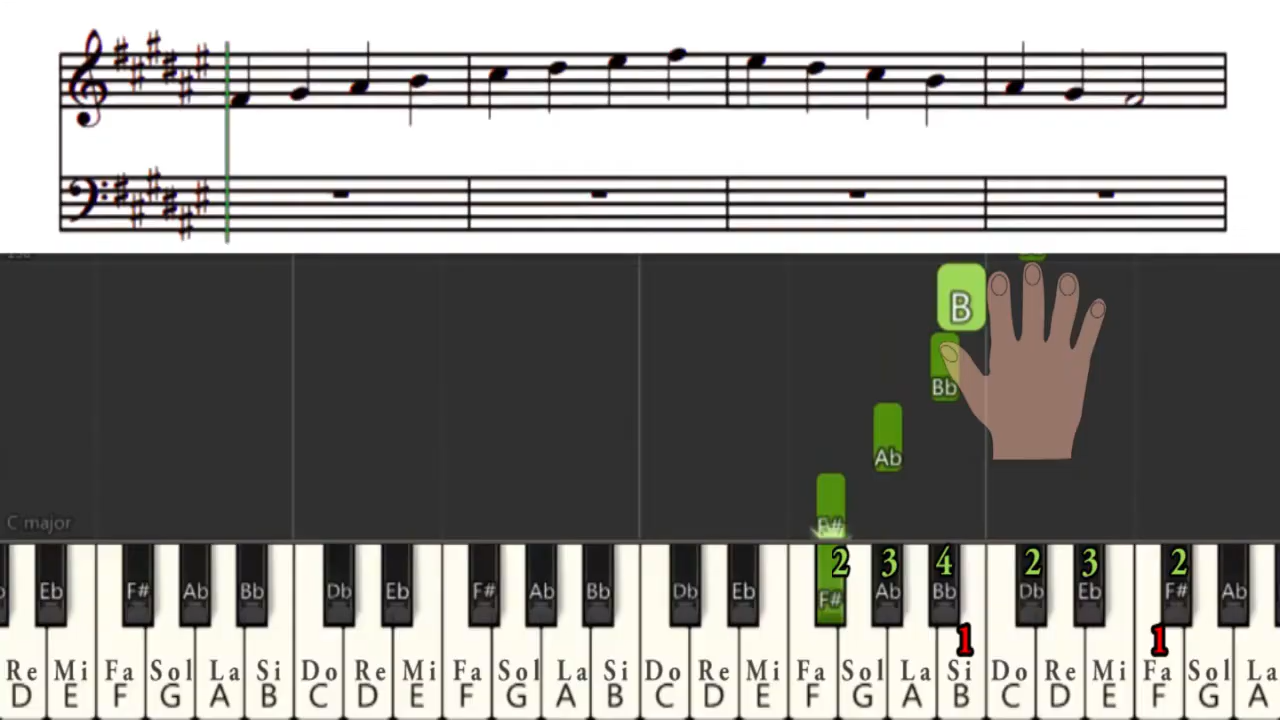 B
Bb
Ab
F#
C major
2 3 4 2 3 2
Eb F# Ab Bb Db Eb F# Ab Bb Db Eb F# Ab Bb Db Eb F# Ab
1 1
Re Mi Fa Sol La Si Do Re Mi Fa Sol La Si Do Re Mi Fa Sol La Si Do Re Mi Fa Sol La
D E F G A B C D E F G A B C D E F G A B C D E F G A